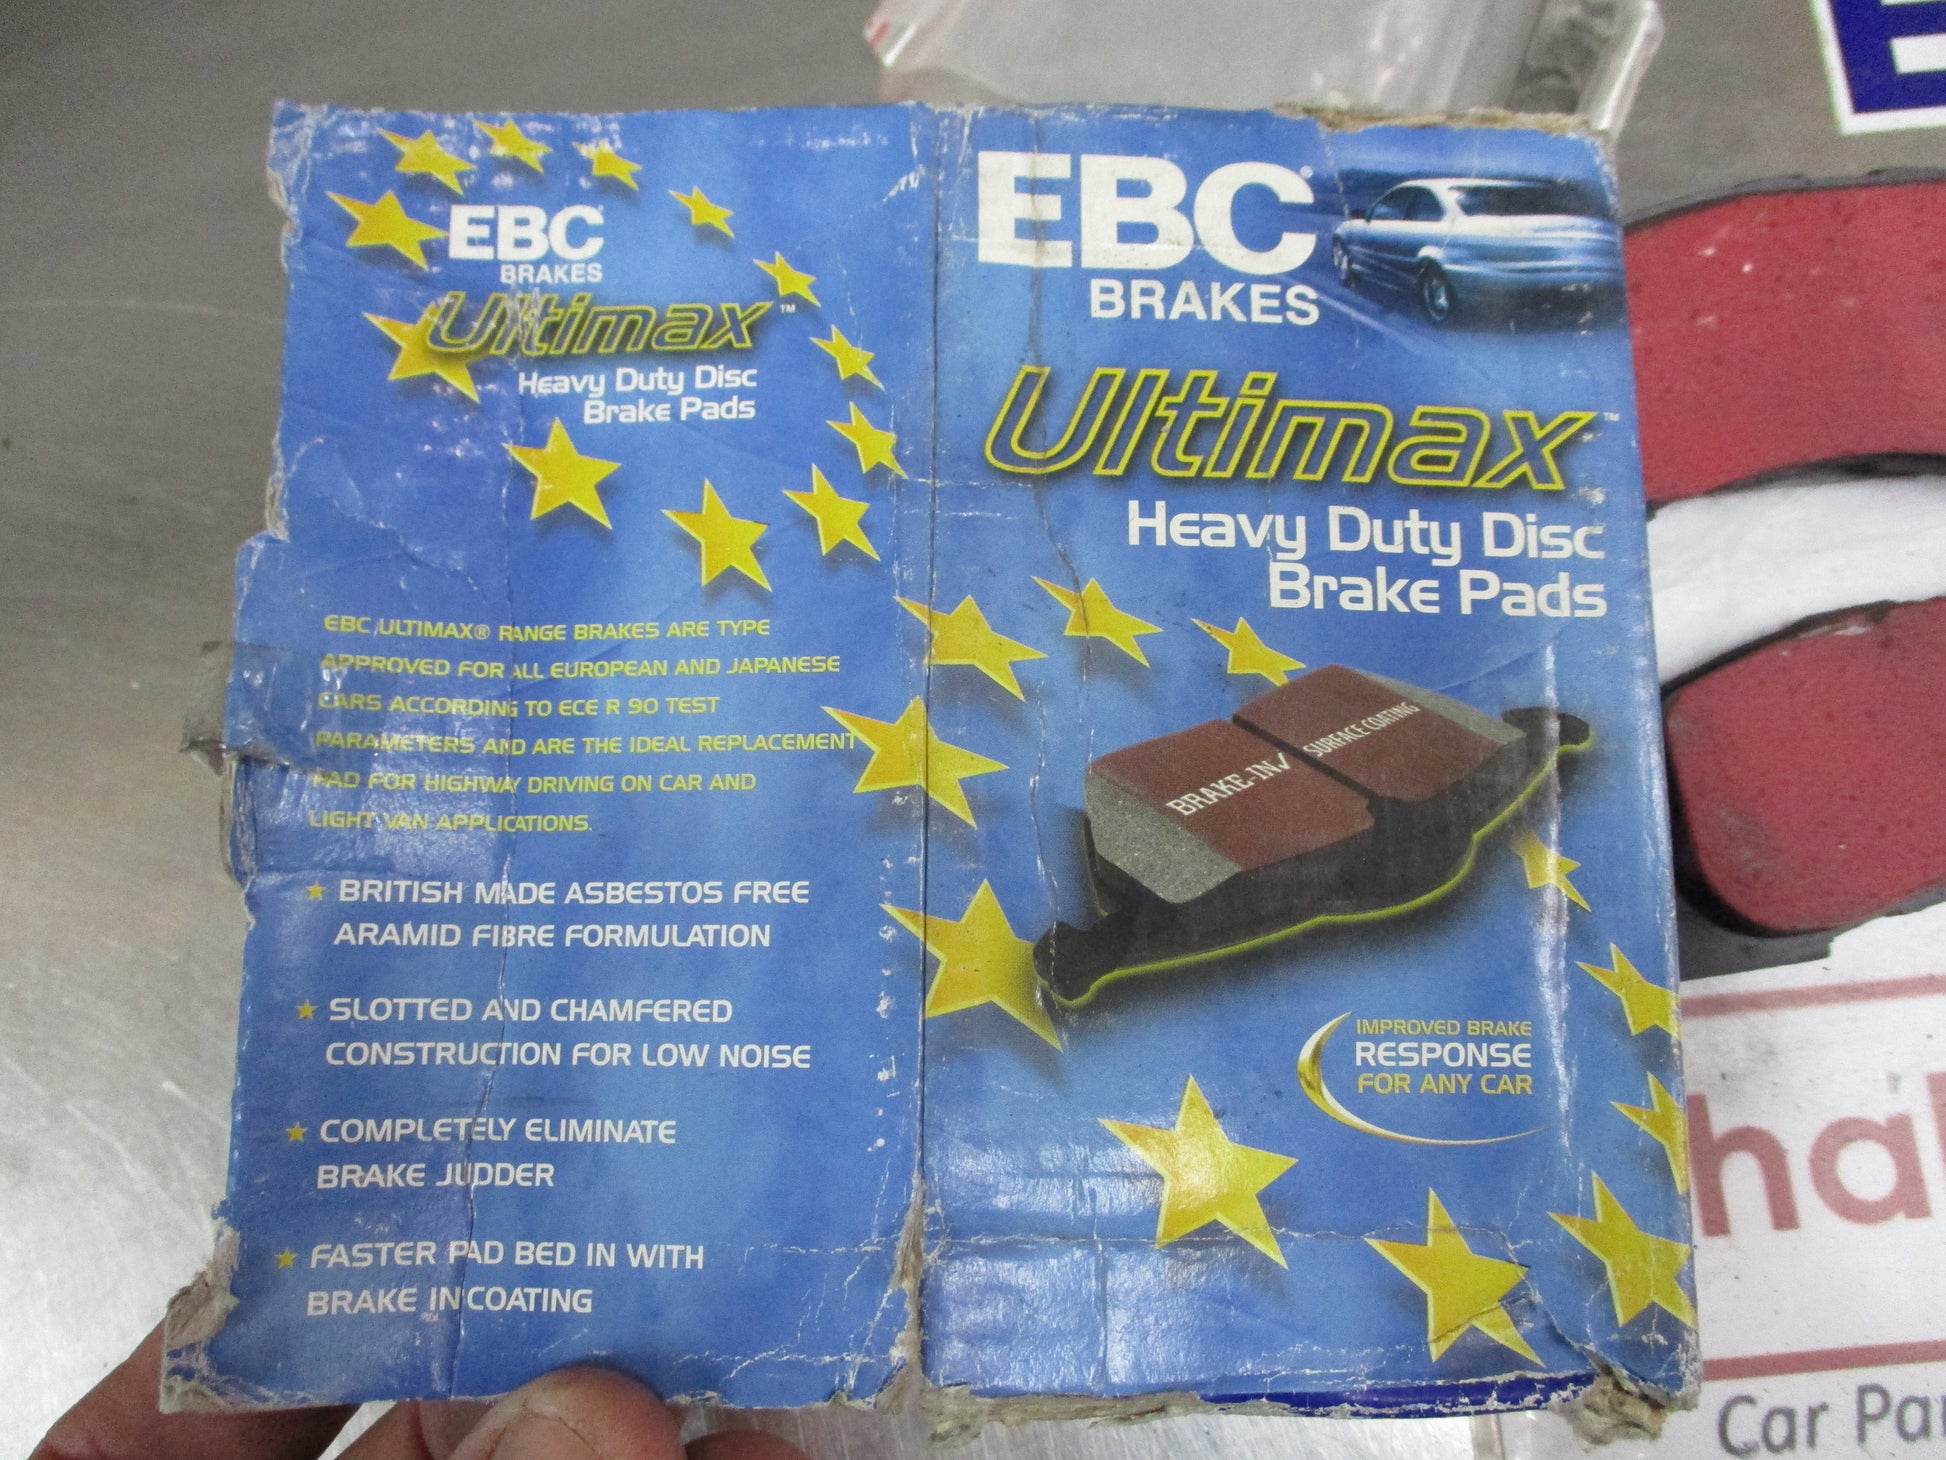 EBC
BRAKES
Ultimax™
Heavy Duty Disc
Brake Pads
EBC ULTIMAX® RANGE BRAKES ARE TYPE
APPROVED FOR ALL EUROPEAN AND JAPANESE
CARS ACCORDING TO ECE R 90 TEST
PARAMETERS AND ARE THE IDEAL REPLACEMENT
PAD FOR HIGHWAY DRIVING ON CAR AND
LIGHT VAN APPLICATIONS.
BRITISH MADE ASBESTOS FREE
ARAMID FIBRE FORMULATION
SLOTTED AND CHAMFERED
CONSTRUCTION FOR LOW NOISE
COMPLETELY ELIMINATE
BRAKE JUDDER
FASTER PAD BED IN WITH
BRAKE IN COATING
EBC
BRAKES
Ultimax™
Heavy Duty Disc
Brake Pads
BRAKE-IN✓ SURFACE COATING
IMPROVED BRAKE
RESPONSE
FOR ANY CAR
hal
Car Pa